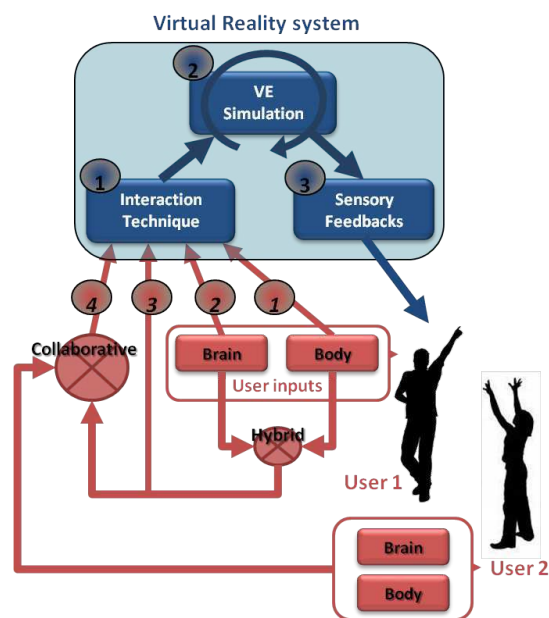 Virtual Reality system
2
VE
Simulation
1
Interaction
Technique
3
Sensory
Feedbacks
4
3
2
1
Collaborative
Brain
Body
User inputs
Hybrid
User 1
Brain
Body
User 2